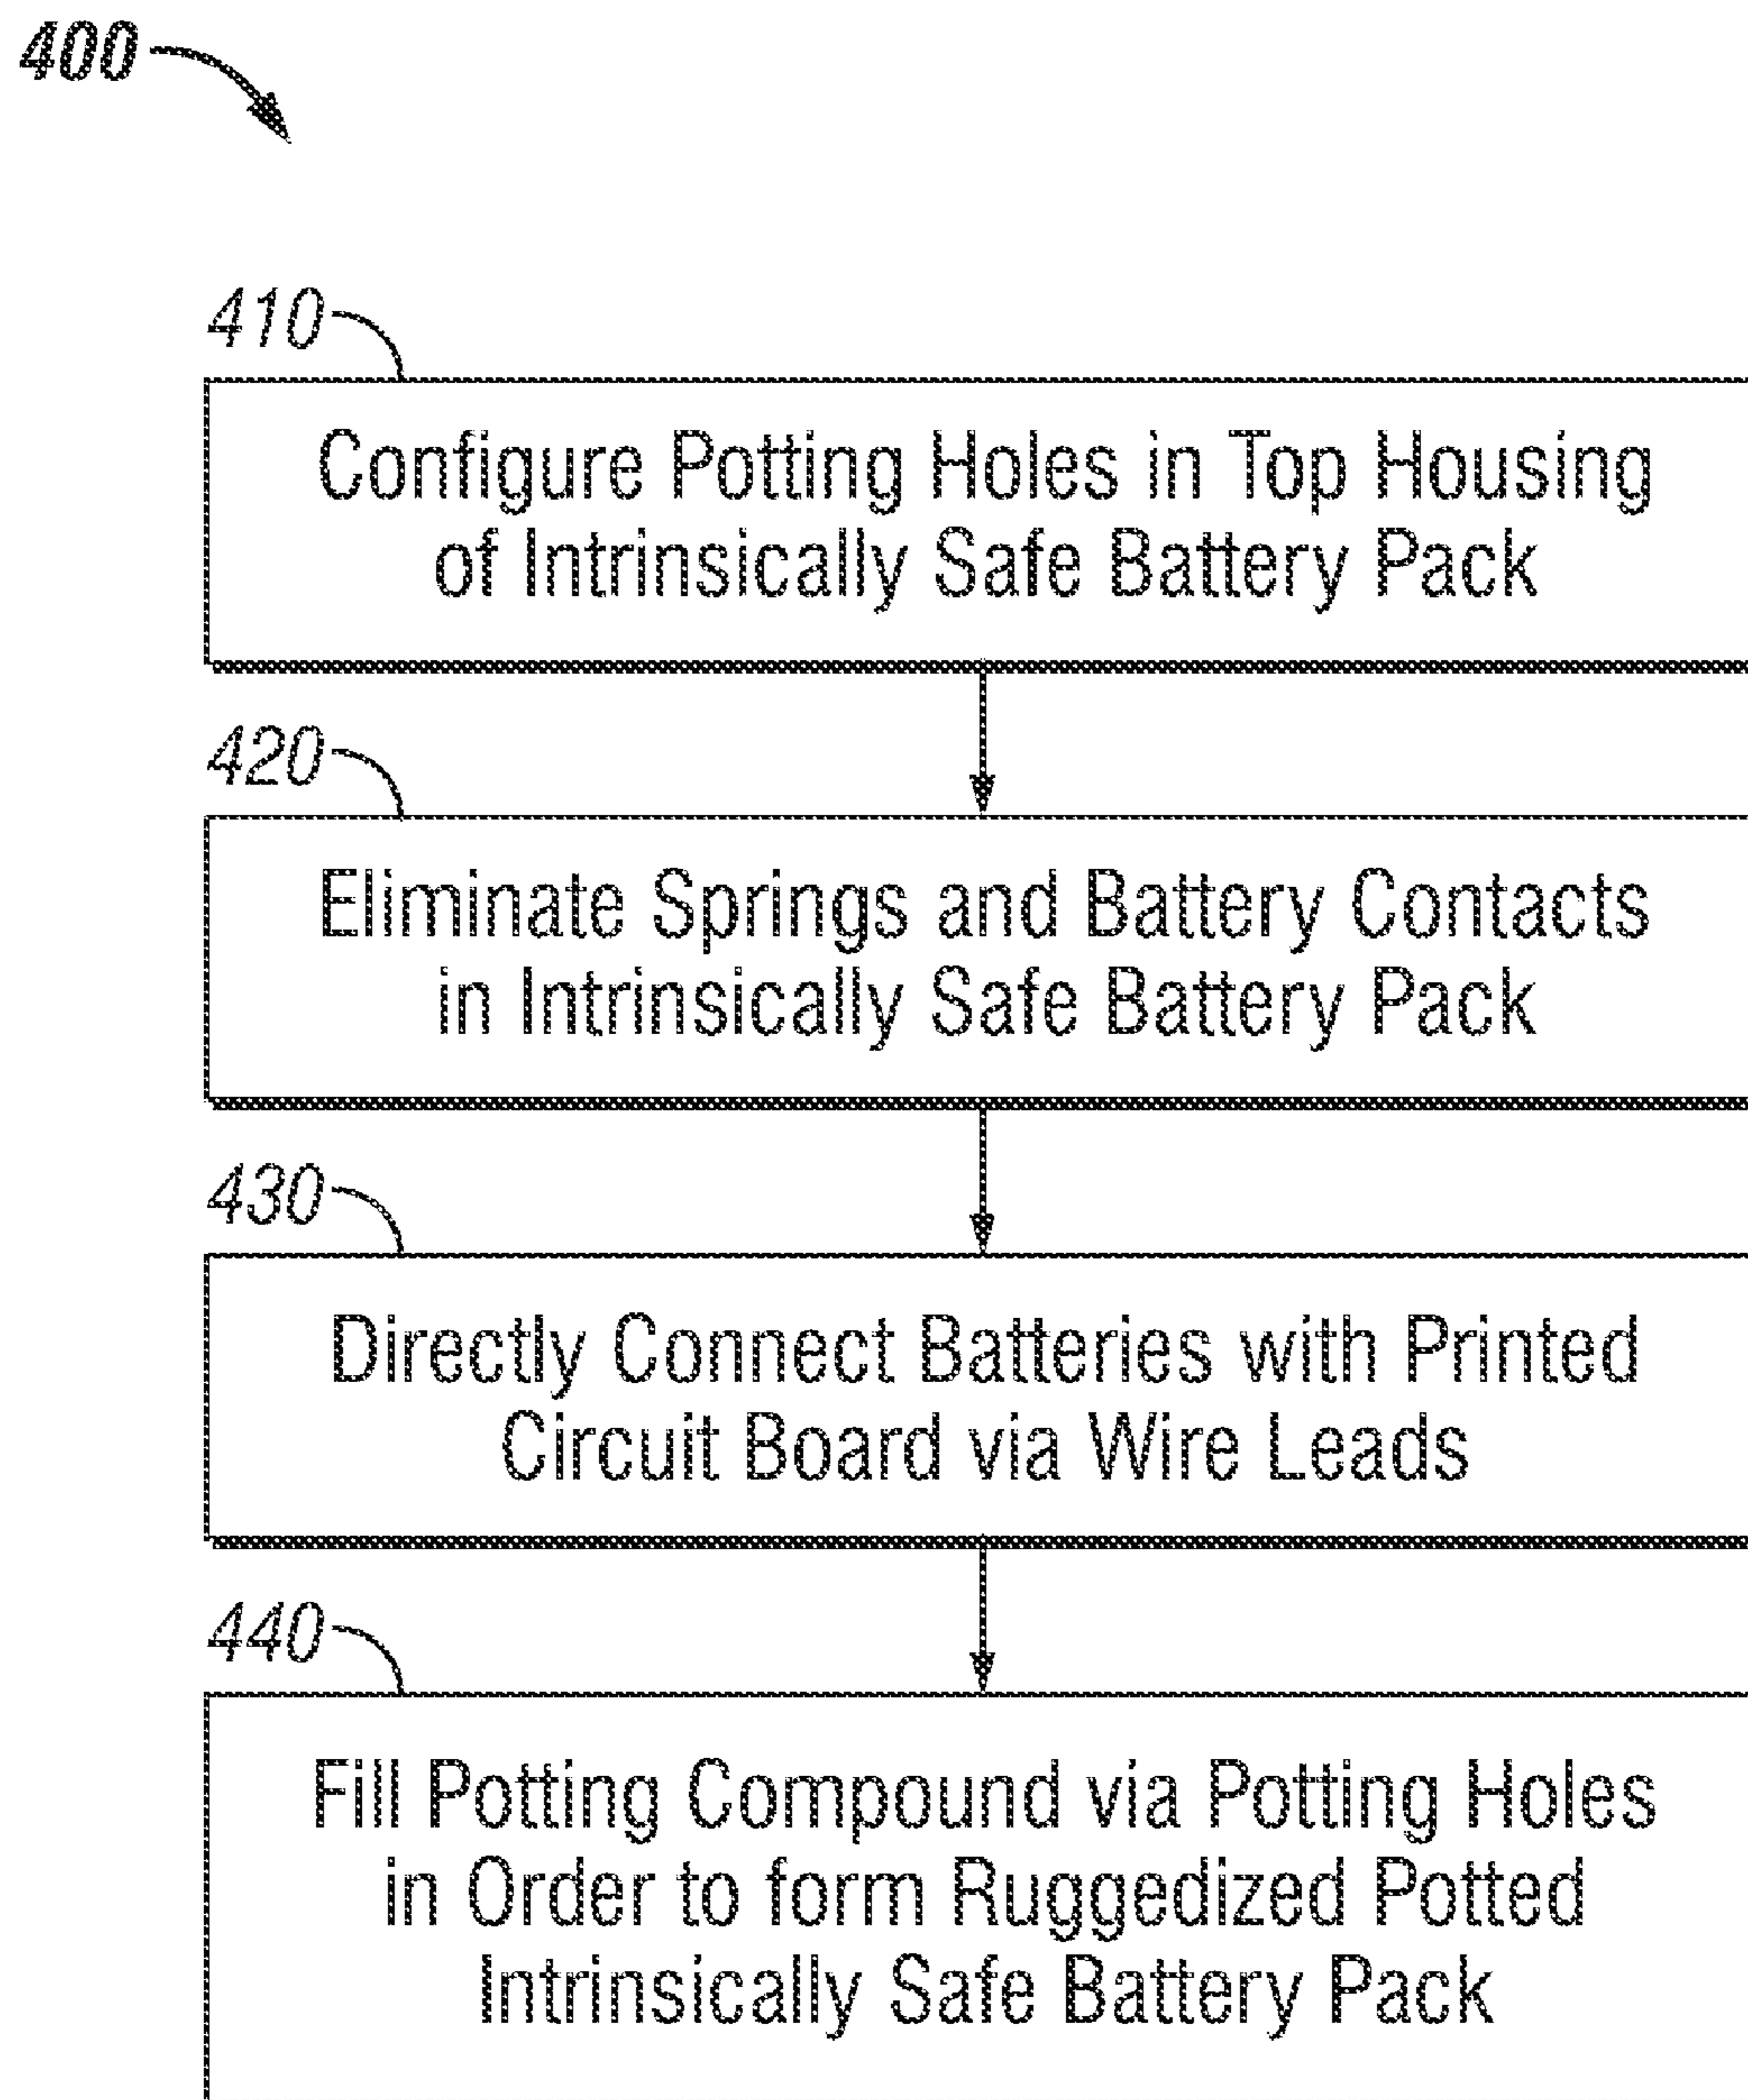 400
410
Configure Potting Holes in Top Housing
of Intrinsically Safe Battery Pack
420
Eliminate Springs and Battery Contacts
in Intrinsically Safe Battery Pack
430
Directly Connect Batteries with Printed
Circuit Board via Wire Leads
440
Fill Potting Compound via Potting Holes
in Order to form Ruggedized Potted
Intrinsically Safe Battery Pack